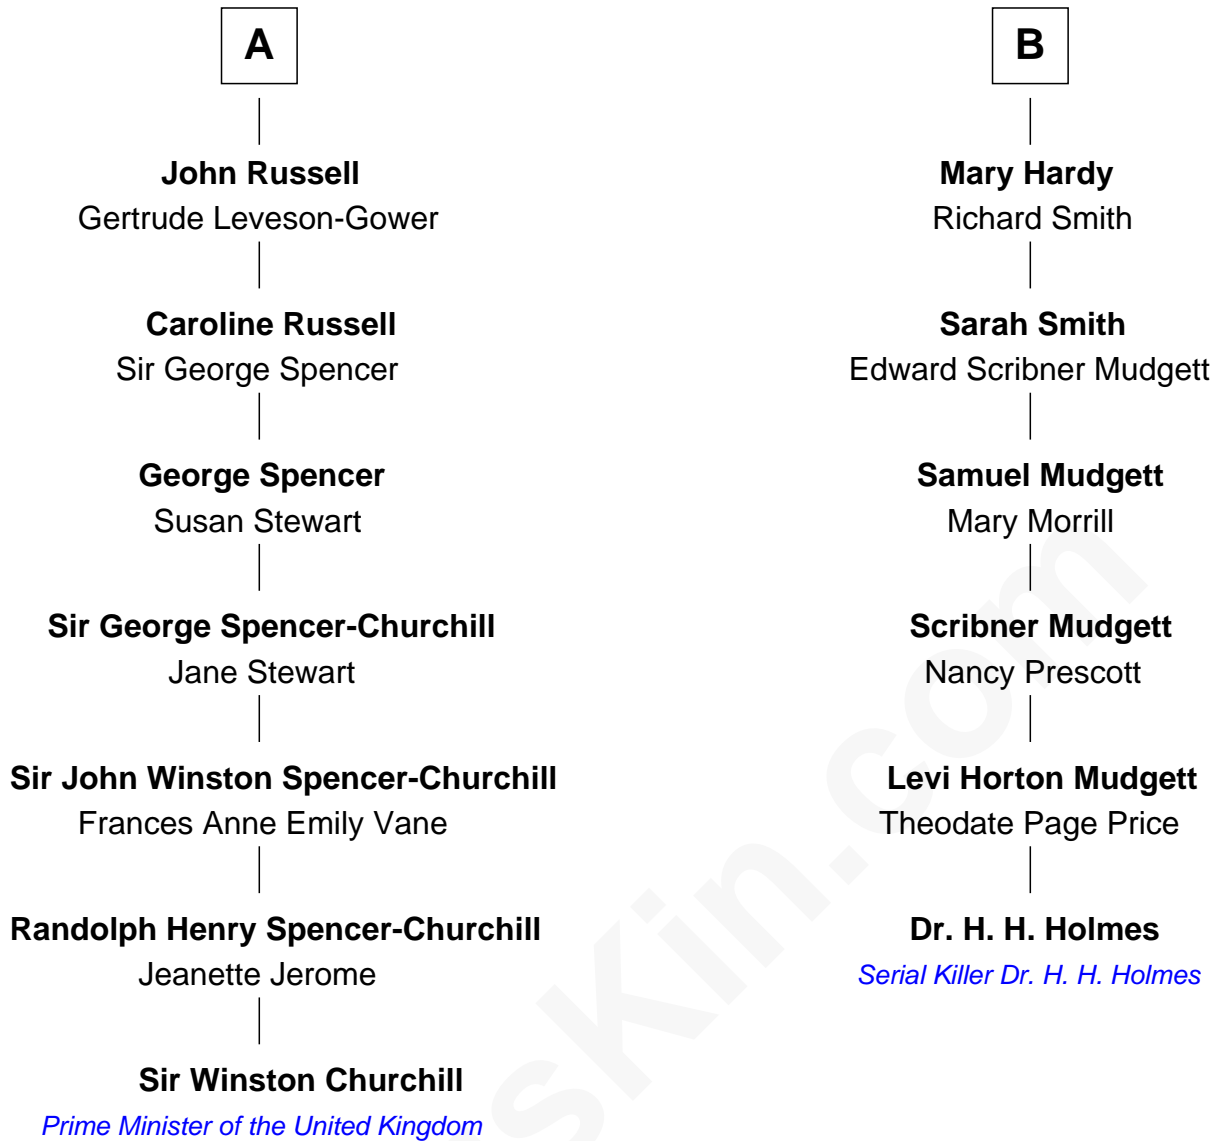 A
John Russell
Gertrude Leveson-Gower
Caroline Russell
Sir George Spencer
George Spencer
Susan Stewart
Sir George Spencer-Churchill
Jane Stewart
Sir John Winston Spencer-Churchill
Frances Anne Emily Vane
Randolph Henry Spencer-Churchill
Jeanette Jerome
Sir Winston Churchill
Prime Minister of the United Kingdom
B
Mary Hardy
Richard Smith
Sarah Smith
Edward Scribner Mudgett
Samuel Mudgett
Mary Morrill
Scribner Mudgett
Nancy Prescott
Levi Horton Mudgett
Theodate Page Price
Dr. H. H. Holmes
Serial Killer Dr. H. H. Holmes
sKin.com